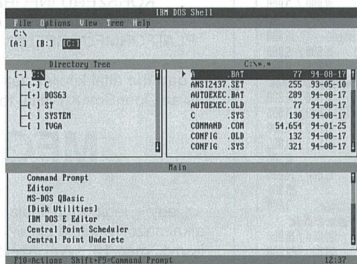 IBM DOS Shell
File Options View Tree Help
C:\
[A:] [B:] [C:]
Directory Tree
[-] C:\
[+] C
[+] DOS63
[ ] ST
[ ] SYSTEM
[ ] TVGA
C:\*.*
A .BAT 77 94-08-17
ANSI2437.SET 255 93-05-10
AUTOEXEC.BAT 289 94-08-17
AUTOEXEC.OLD 77 94-08-17
C .SYS 130 94-08-17
COMMAND .COM 54,654 94-01-25
CONFIG .OLD 132 94-08-17
CONFIG .SYS 321 94-08-17
Main
Command Prompt
Editor
MS-DOS QBasic
[Disk Utilities]
IBM DOS E Editor
Central Point Scheduler
Central Point Undelete
F10=Actions Shift+F9=Command Prompt 12:37